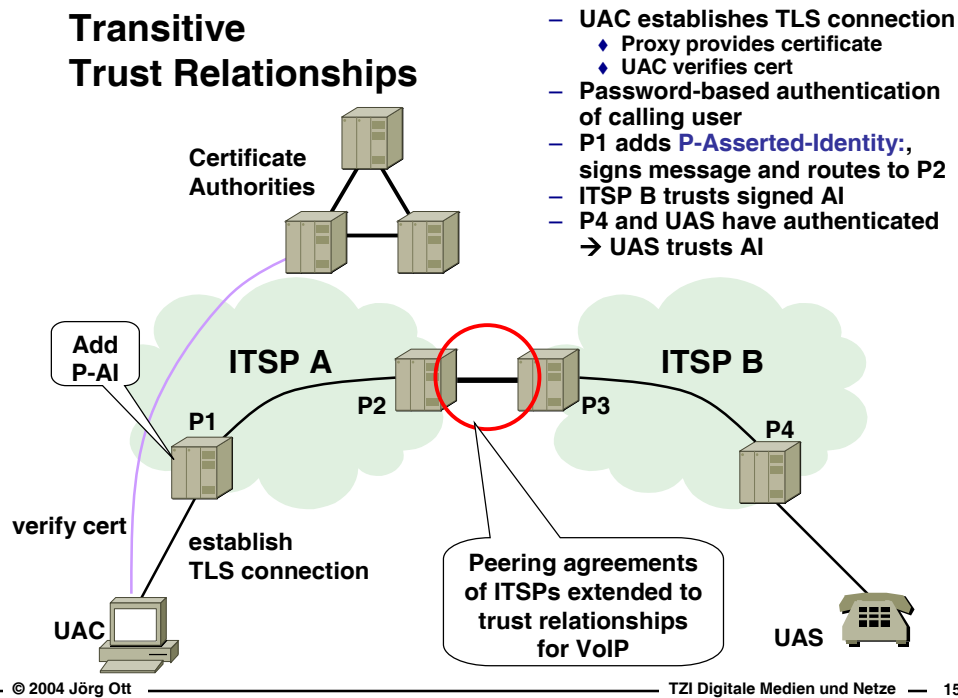 Transitive
Trust Relationships
– UAC establishes TLS connection
♦ Proxy provides certificate
♦ UAC verifies cert
– Password-based authentication
of calling user
– P1 adds P-Asserted-Identity:,
signs message and routes to P2
– ITSP B trusts signed AI
– P4 and UAS have authenticated
→ UAS trusts AI
Certificate
Authorities
Add
P-AI
ITSP A
ITSP B
P2
P3
P1
P4
verify cert
establish
TLS connection
Peering agreements
of ITSPs extended to
trust relationships
for VoIP
UAC
UAS
© 2004 Jörg Ott
TZI Digitale Medien und Netze
15